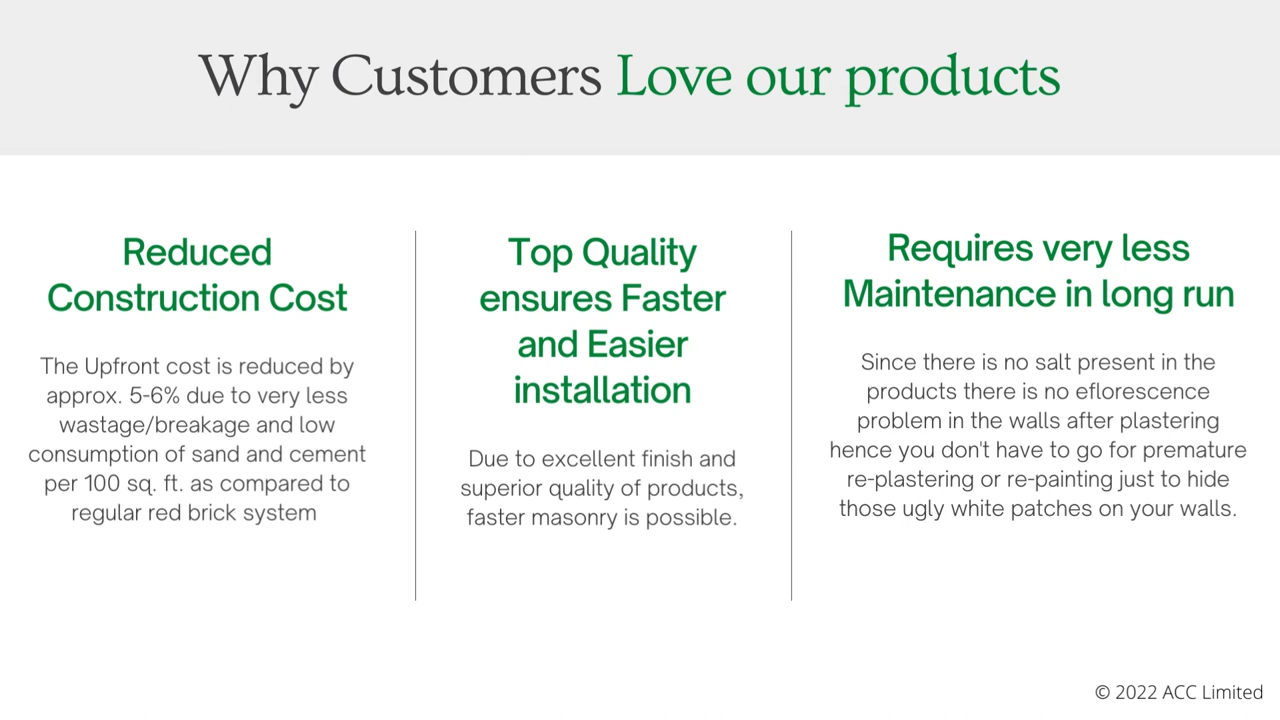 Why Customers Love our products
Reduced
Construction Cost
The Upfront cost is reduced by
approx. 5-6% due to very less
wastage/breakage and low
consumption of sand and cement
per 100 sq. ft. as compared to
regular red brick system
Top Quality
ensures Faster
and Easier
installation
Due to excellent finish and
superior quality of products,
faster masonry is possible.
Requires very less
Maintenance in long run
Since there is no salt present in the
products there is no eflorescence
problem in the walls after plastering
hence you don't have to go for premature
re-plastering or re-painting just to hide
those ugly white patches on your walls.
© 2022 ACC Limited